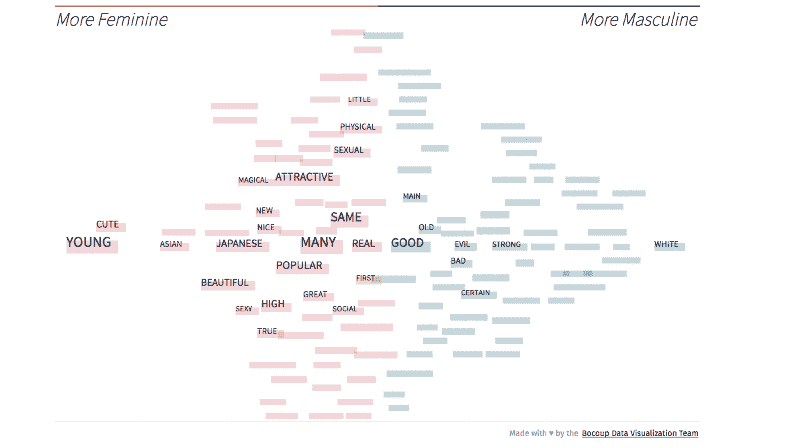 More Feminine More Masculine
LITTLE
PHYSICAL
SEXUAL
MAGICAL ATTRACTIVE
MAIN
NEW SAME
CUTE NICE OLD
YOUNG ASIAN JAPANESE MANY REAL GOOD EVIL STRONG WHITE
POPULAR BAD
BEAUTIFUL FIRST
SEXY HIGH GREAT SOCIAL CERTAIN
TRUE
Made with ♥ by the Bocoup Data Visualization Team